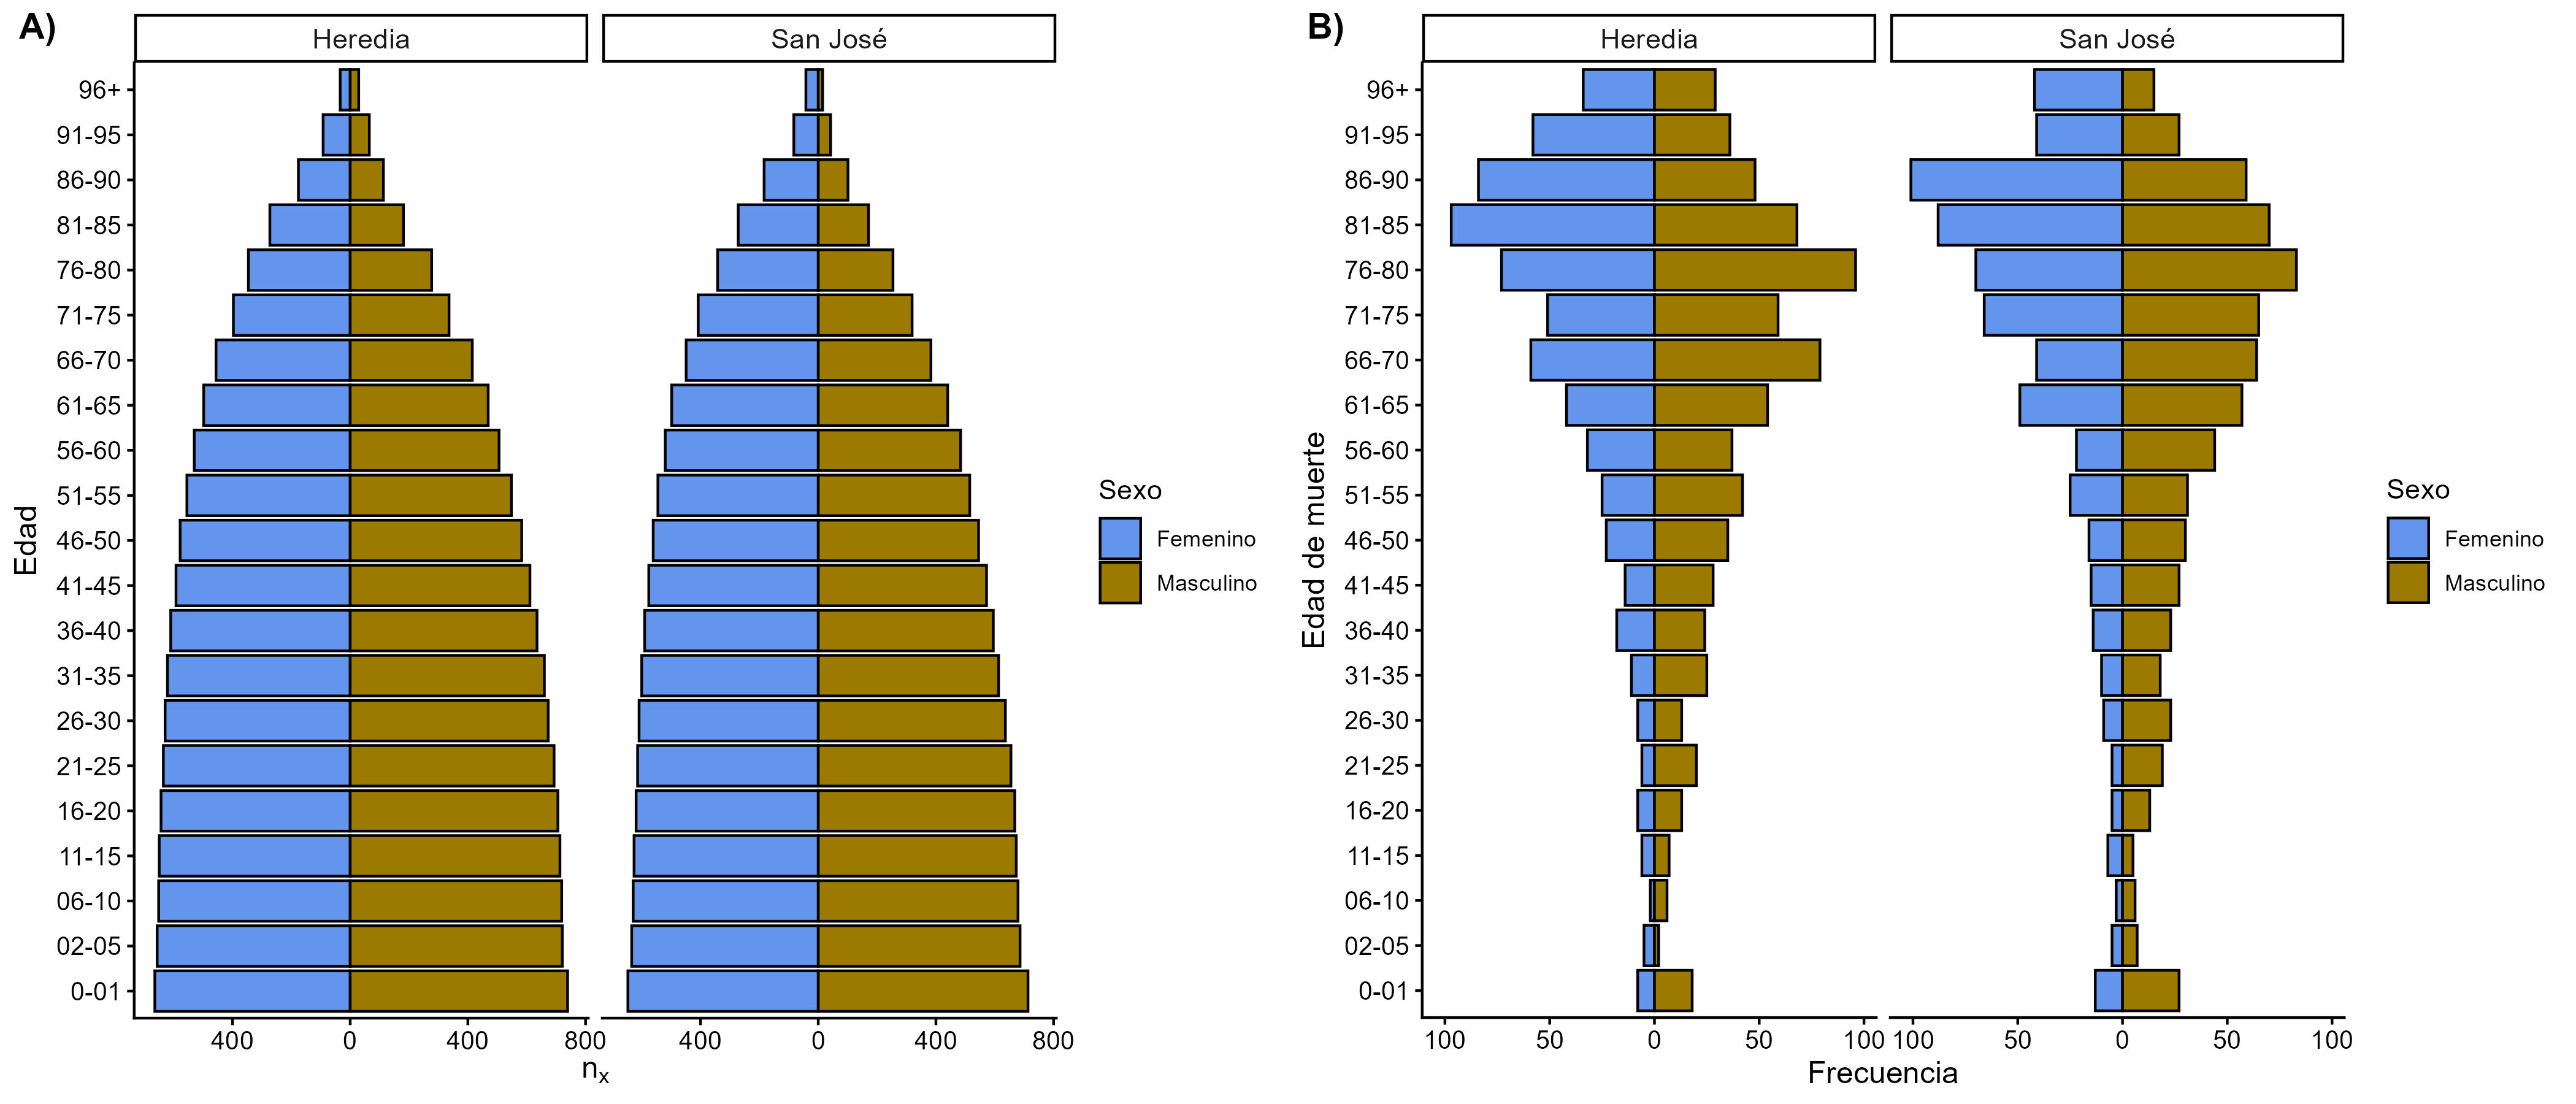 A)
Heredia
San José
96+
91-95
86-90
81-85
76-80
71-75
66-70
61-65
56-60
51-55
46-50
41-45
36-40
31-35
26-30
21-25
16-20
11-15
06-10
02-05
0-01
Edad
400 0 400 800
400 0 400 800
nₓ
Sexo
Femenino
Masculino
B)
Heredia
San José
96+
91-95
86-90
81-85
76-80
71-75
66-70
61-65
56-60
51-55
46-50
41-45
36-40
31-35
26-30
21-25
16-20
11-15
06-10
02-05
0-01
Edad de muerte
100 50 0 50 100
100 50 0 50 100
Frecuencia
Sexo
Femenino
Masculino